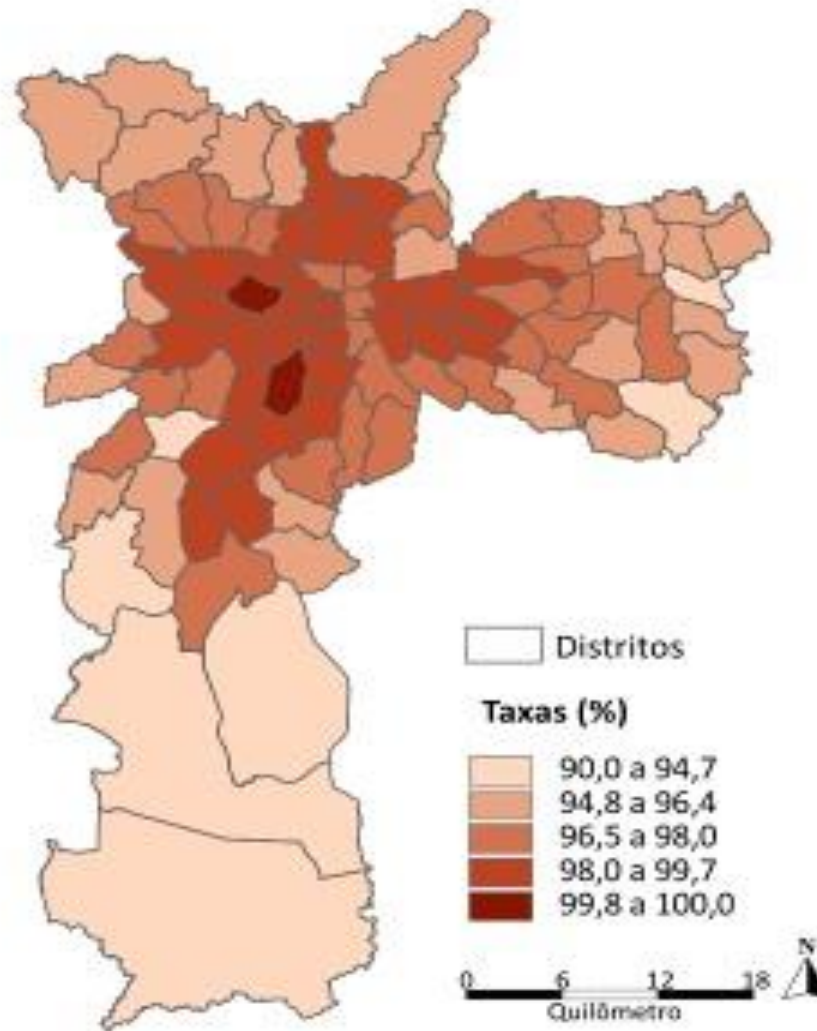 Distritos
Taxas (%)
90,0 a 94,7
94,8 a 96,4
96,5 a 98,0
98,0 a 99,7
99,8 a 100,0
N
0 6 12 18
Quilômetro